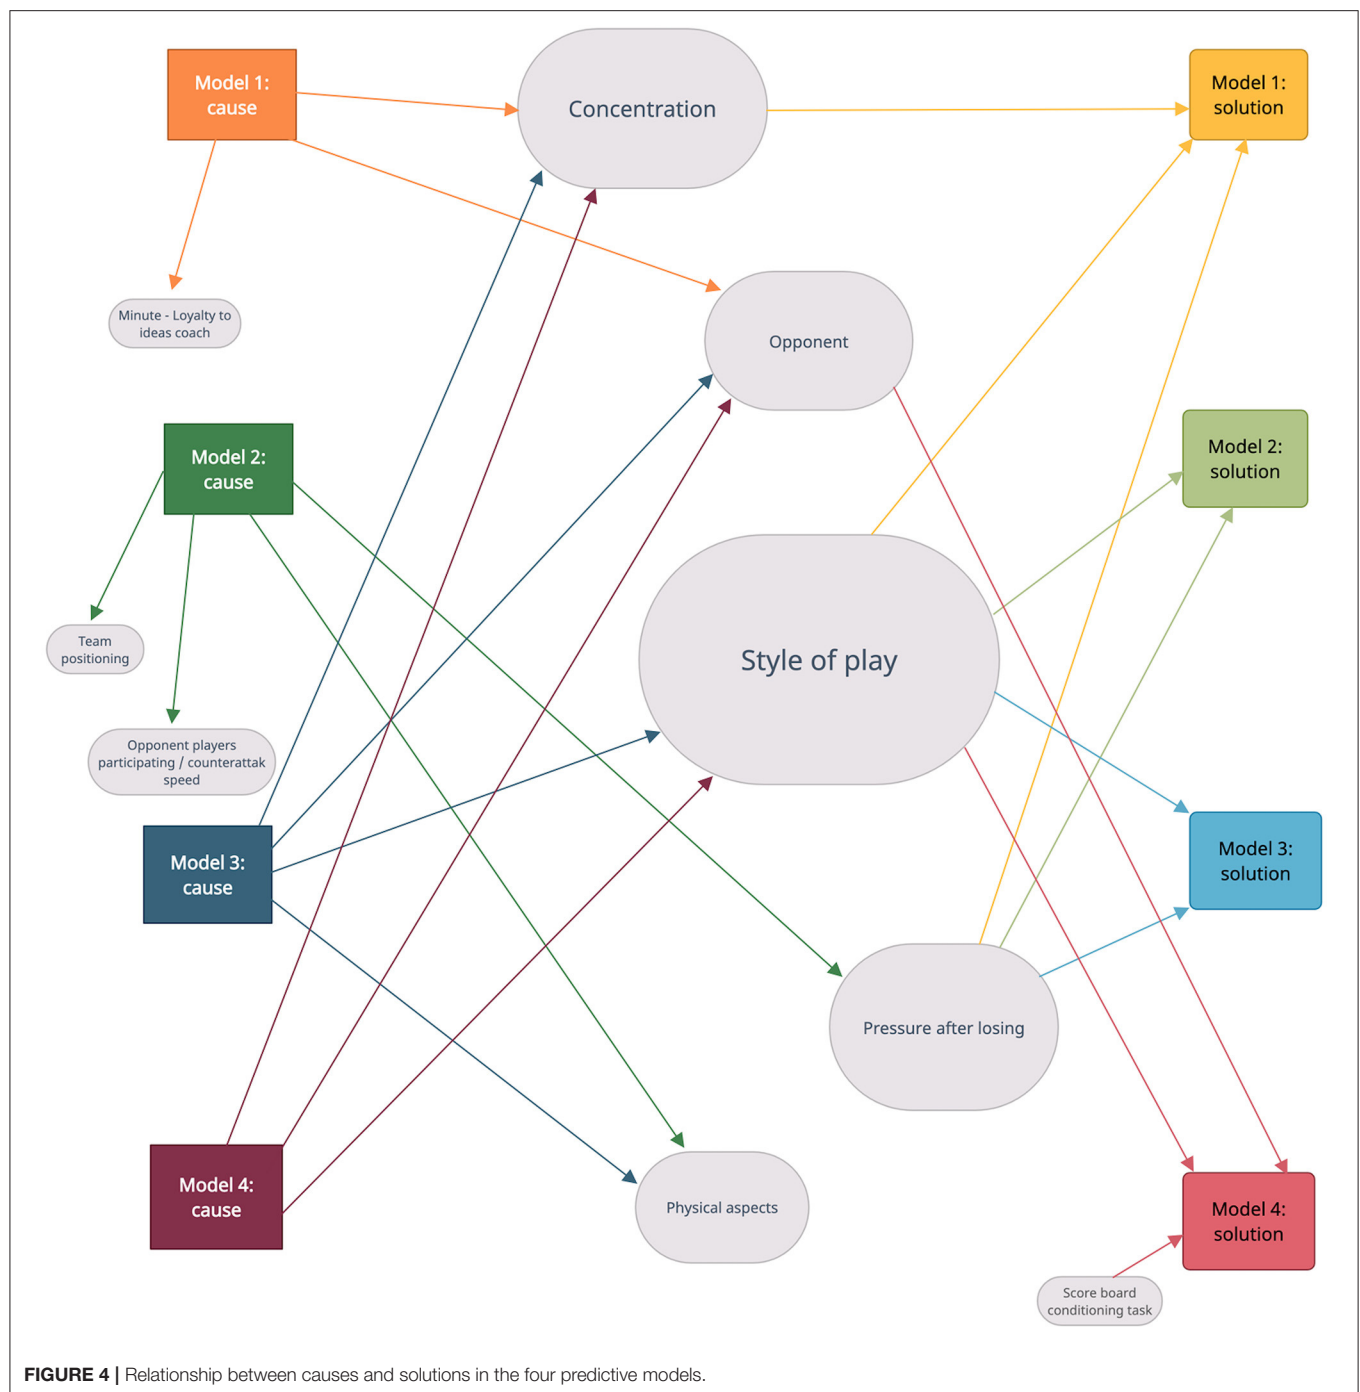 Model 1:
cause
Concentration
Model 1:
solution
Minute - Loyalty to
ideas coach
Opponent
Model 2:
cause
Model 2:
solution
Team
positioning
Style of play
Opponent players
participating / counterattak
speed
Model 3:
cause
Model 3:
solution
Pressure after losing
Model 4:
cause
Physical aspects
Model 4:
solution
Score board
conditioning task
FIGURE 4 | Relationship between causes and solutions in the four predictive models.